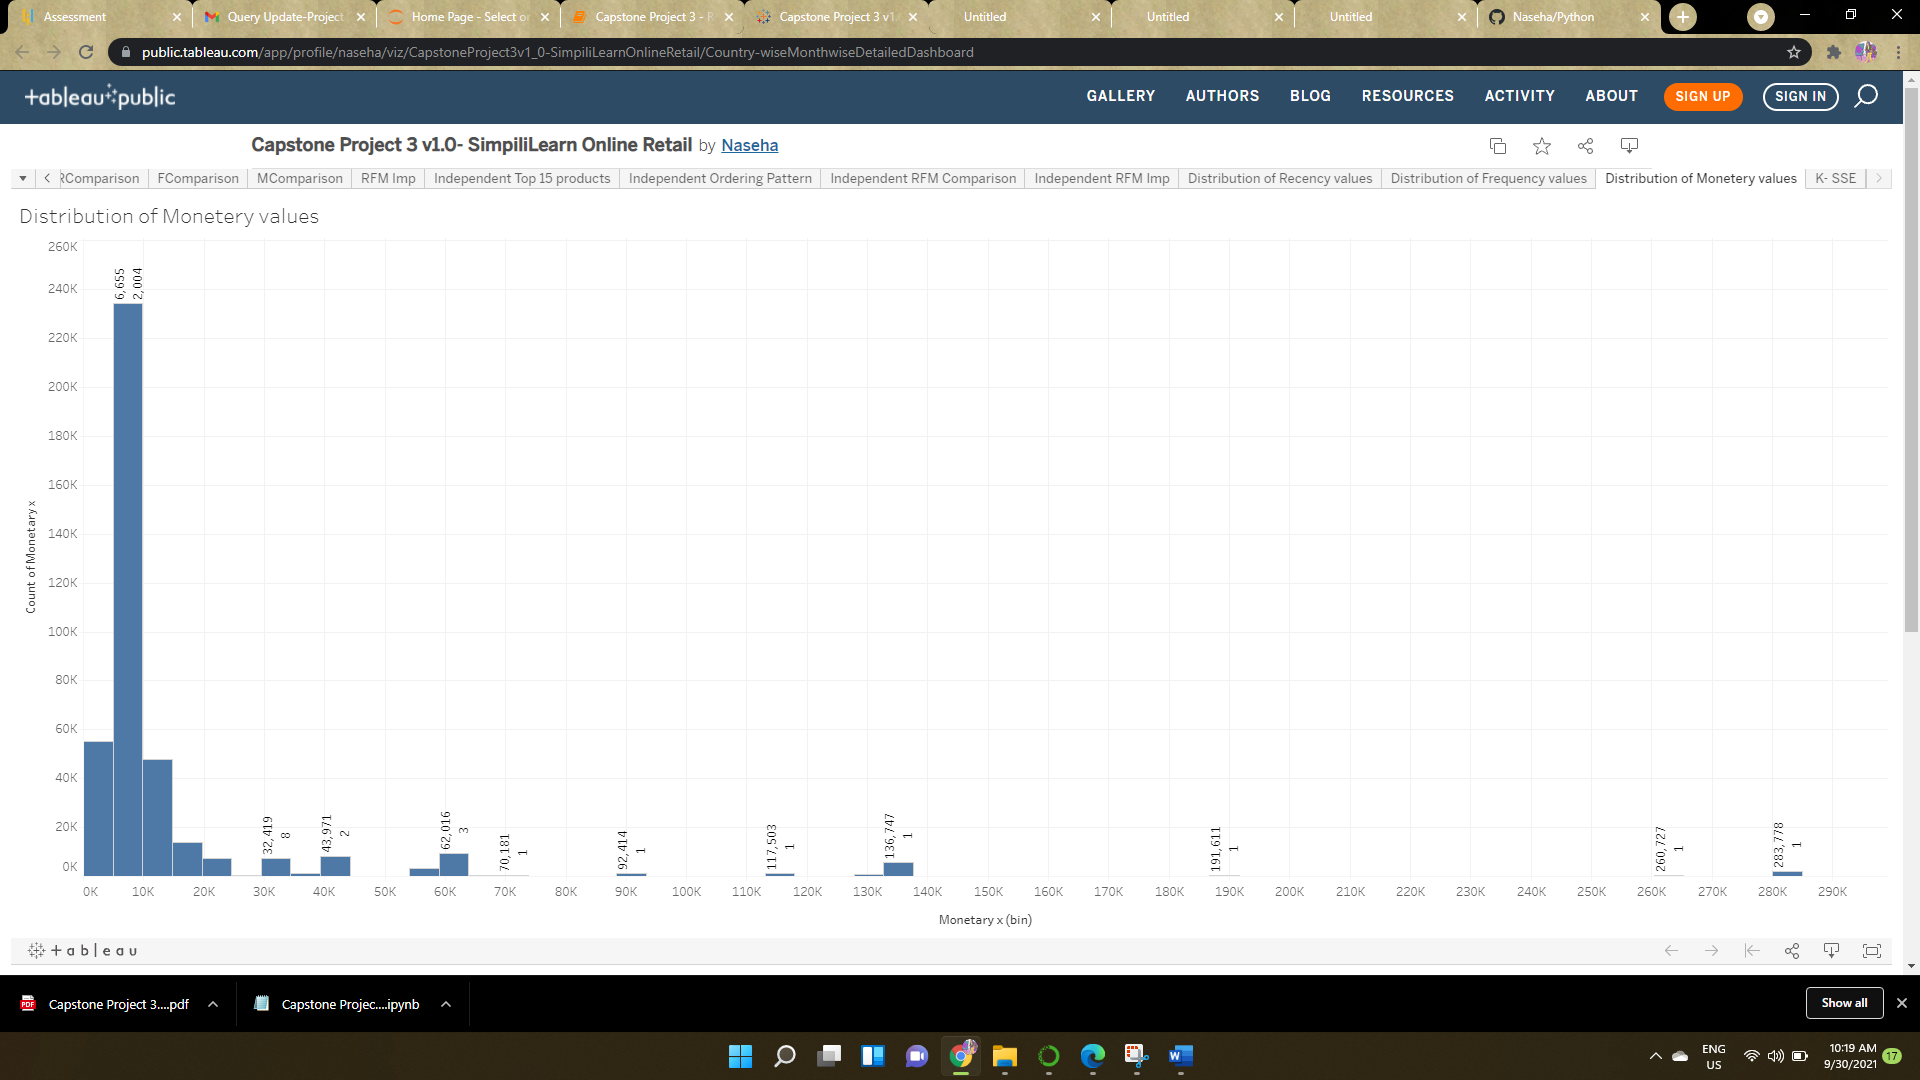 Assessment
Query Update-Project
Home Page - Select or
Capstone Project 3 - R
Capstone Project 3 v1.
Untitled
Untitled
Untitled
Naseha/Python
public.tableau.com/app/profile/naseha/viz/CapstoneProject3v1_0-SimpiliLearnOnlineRetail/Country-wiseMonthwiseDetailedDashboard
+ableau public
GALLERY
AUTHORS
BLOG
RESOURCES
ACTIVITY
ABOUT
SIGN UP
SIGN IN
Capstone Project 3 v1.0- SimpiliLearn Online Retail by Naseha
RComparison
FComparison
MComparison
RFM Imp
Independent Top 15 products
Independent Ordering Pattern
Independent RFM Comparison
Independent RFM Imp
Distribution of Recency values
Distribution of Frequency values
Distribution of Monetery values
K- SSE
Distribution of Monetery values
260K
240K
220K
200K
180K
160K
140K
120K
100K
80K
60K
40K
20K
0K
Count of Monetary x
6,655
2,004
32,419
8
43,971
2
62,016
3
70,181
1
92,414
1
117,503
1
136,747
1
191,611
1
260,727
1
283,778
1
0K 10K 20K 30K 40K 50K 60K 70K 80K 90K 100K 110K 120K 130K 140K 150K 160K 170K 180K 190K 200K 210K 220K 230K 240K 250K 260K 270K 280K 290K
Monetary x (bin)
+ableau
Capstone Project 3....pdf
Capstone Projec....ipynb
Show all
ENG
US
10:19 AM
9/30/2021
17